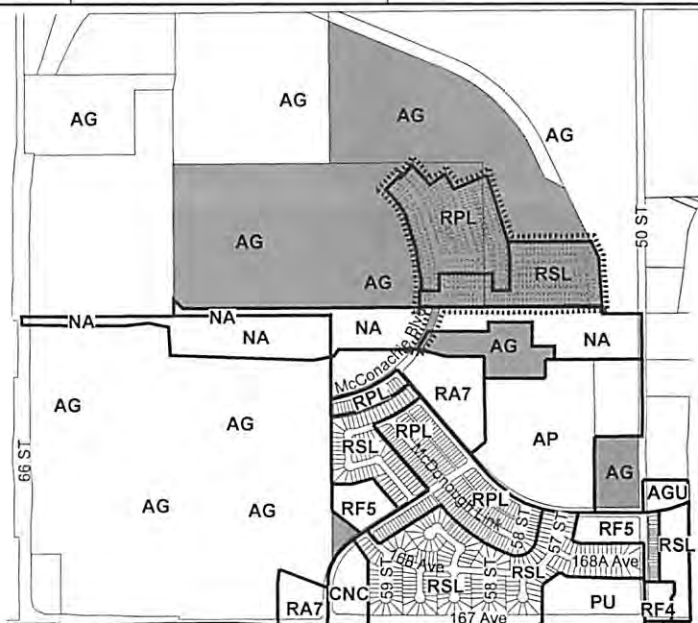 AG
AG
AG
AG
50 ST
RPL
AG
RSL
AG
NA
NA
NA
NA
NA
McConachie Blvd
AG
66 ST
AG
AG
RPL
RA7
RPL
RSL
AP
McDonough Link
AG
AG
AG
RF5
RPL
58 ST
57 ST
RF5
AGU
RSL
168 Ave
168A Ave
59 ST
RSL
58 ST
RSL
RA7
CNC
167 Ave
PU
RF4